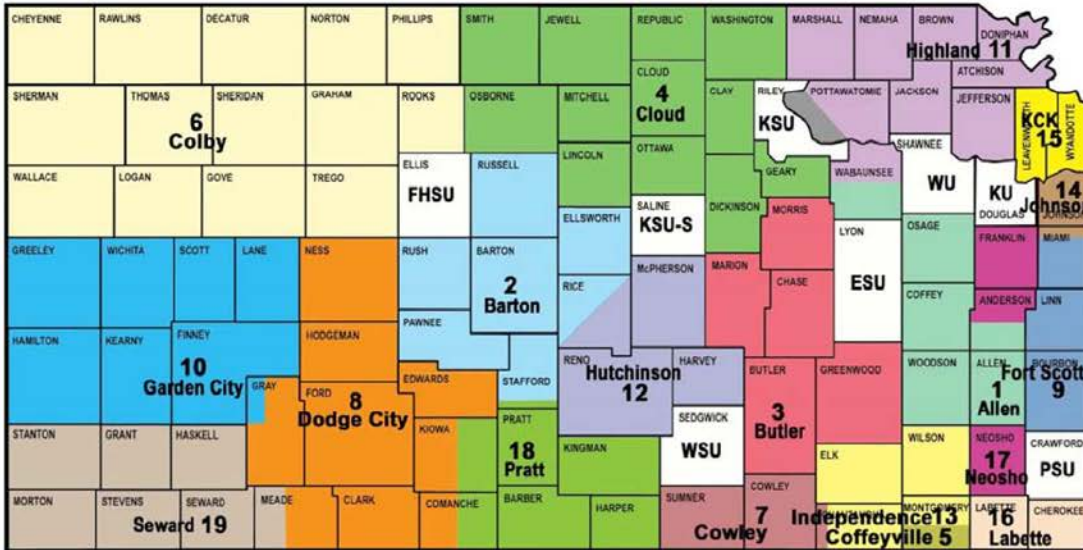 CHEYENNE RAWLINS DECATUR NORTON PHILLIPS SMITH JEWELL REPUBLIC WASHINGTON MARSHALL NEMAHA BROWN DONIPHAN
Highland 11
ATCHISON
SHERMAN THOMAS SHERIDAN GRAHAM ROOKS OSBORNE MITCHELL CLOUD CLAY RILEY POTTAWATOMIE JACKSON JEFFERSON
6
Colby
4
Cloud
KSU
LEAVENWORTH
WYANDOTTE
KCK
15
SHAWNEE
WU
LINCOLN OTTAWA
WALLACE LOGAN GOVE TREGO ELLIS RUSSELL
FHSU
GEARY WABAUNSEE
KU
DOUGLAS
14
Johnson
JOHNSON
SALINE
KSU-S
DICKINSON MORRIS
ELLSWORTH
LYON
ESU
OSAGE
FRANKLIN MIAMI
GREELEY WICHITA SCOTT LANE NESS RUSH BARTON
2
Barton
RICE McPHERSON MARION CHASE
COFFEY ANDERSON LINN
PAWNEE
HAMILTON KEARNY FINNEY HODGEMAN
10
Garden City
STAFFORD RENO HARVEY
Hutchinson
12
BUTLER GREENWOOD
3
Butler
WOODSON ALLEN BOURBON
1
Allen
Fort Scott
9
GRAY FORD EDWARDS
8
Dodge City
KIOWA PRATT
18
Pratt
SEDGWICK
WSU
STANTON GRANT HASKELL
KINGMAN
ELK WILSON NEOSHO
17
Neosho
CRAWFORD
PSU
MORTON STEVENS SEWARD MEADE CLARK COMANCHE BARBER HARPER SUMNER COWLEY
Seward 19
7
Cowley
MONTGOMERY LABETTE CHEROKEE
Independence 13
Coffeyville 5
16
Labette